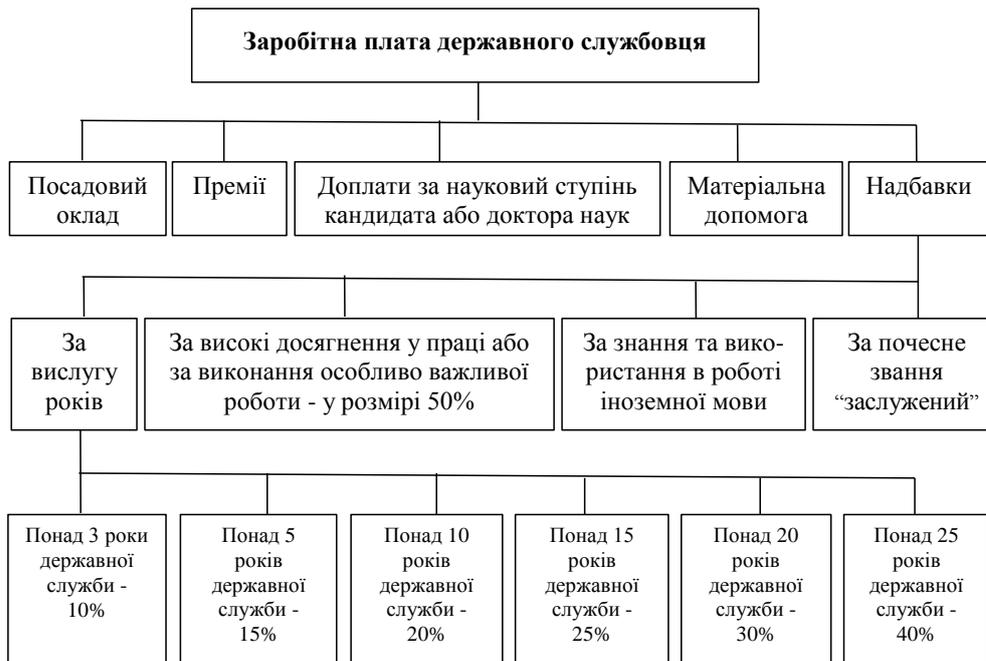 Заробітна плата державного службовця
Посадовий
оклад
Премії
Доплати за науковий ступінь
кандидата або доктора наук
Матеріальна
допомога
Надбавки
За
вислугу
років
За високі досягнення у праці або
за виконання особливо важливої
роботи - у розмірі 50%
За знання та вико-
ристання в роботі
іноземної мови
За почесне
звання
“заслужений”
Понад 3 роки
державної
служби -
10%
Понад 5
років
державної
служби -
15%
Понад 10
років
державної
служби -
20%
Понад 15
років
державної
служби -
25%
Понад 20
років
державної
служби -
30%
Понад 25
років
державної
служби -
40%